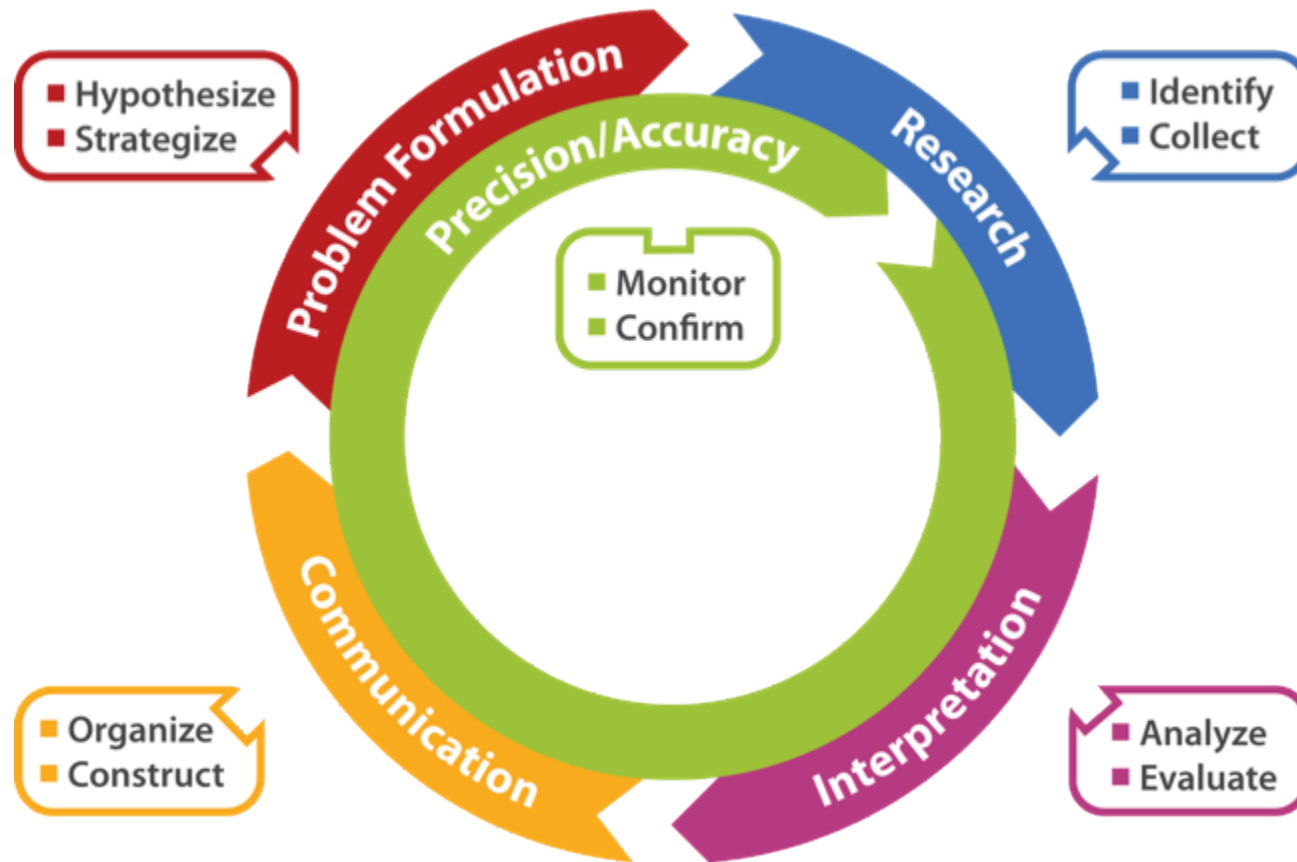 Problem Formulation
Hypothesize
Strategize
Precision/Accuracy
Monitor
Confirm
Research
Identify
Collect
Interpretation
Analyze
Evaluate
Communication
Organize
Construct